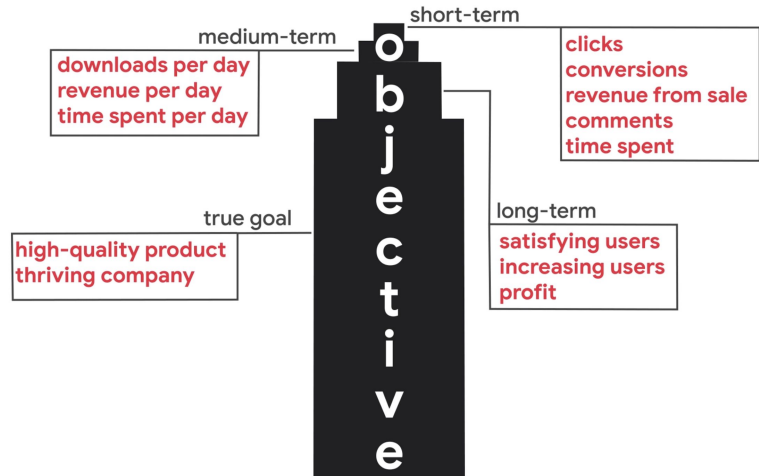 short-term
clicks
conversions
revenue from sale
comments
time spent
medium-term
downloads per day
revenue per day
time spent per day
objective
long-term
satisfying users
increasing users
profit
true goal
high-quality product
thriving company